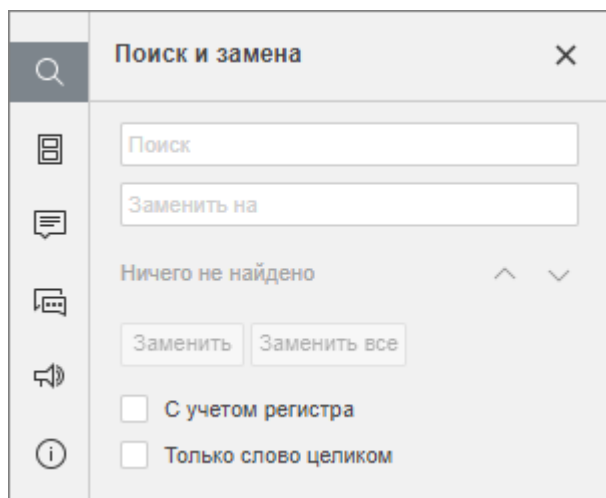 Поиск и замена
Поиск
Заменить на
Ничего не найдено
Заменить Заменить все
С учетом регистра
Только слово целиком